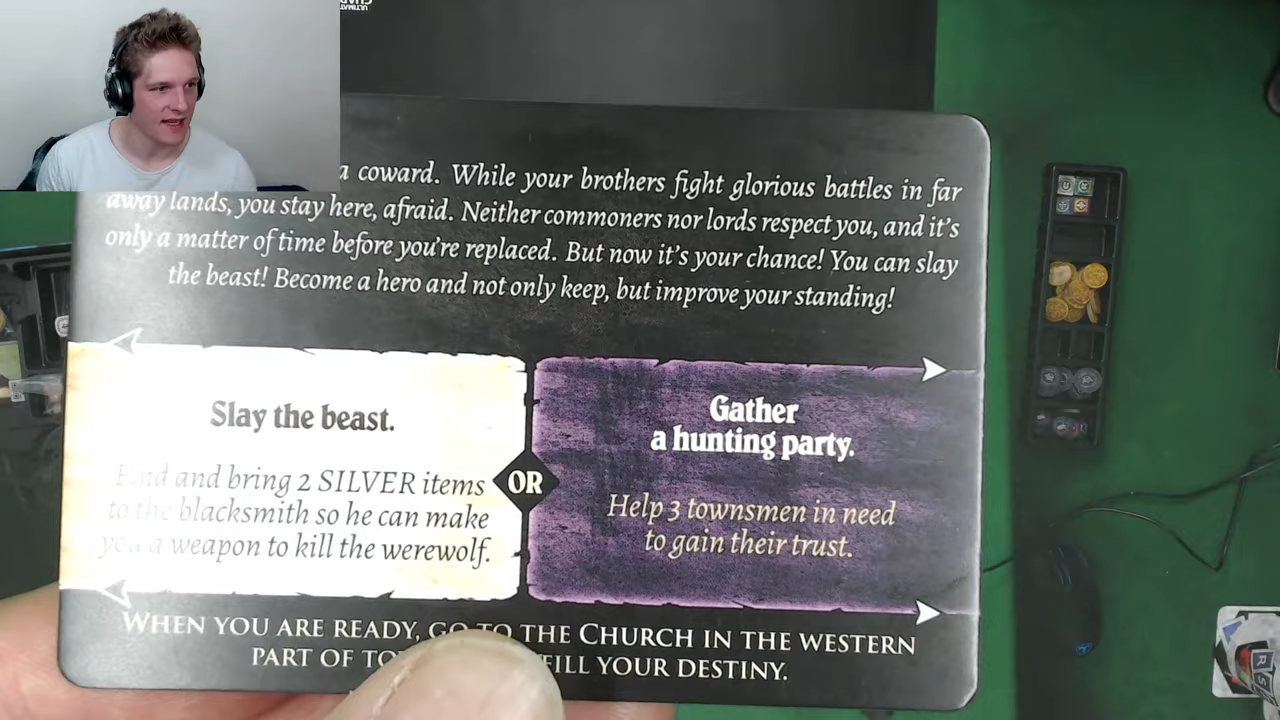 a coward. While your brothers fight glorious battles in far
away lands, you stay here, afraid. Neither commoners nor lords respect you, and it's
only a matter of time before you're replaced. But now it's your chance! You can slay
the beast! Become a hero and not only keep, but improve your standing!
Slay the beast.
Find and bring 2 SILVER items
to the blacksmith so he can make
you a weapon to kill the werewolf.
OR
Gather
a hunting party.
Help 3 townsmen in need
to gain their trust.
WHEN YOU ARE READY, GO TO THE CHURCH IN THE WESTERN
PART OF YOUR DESTINY.